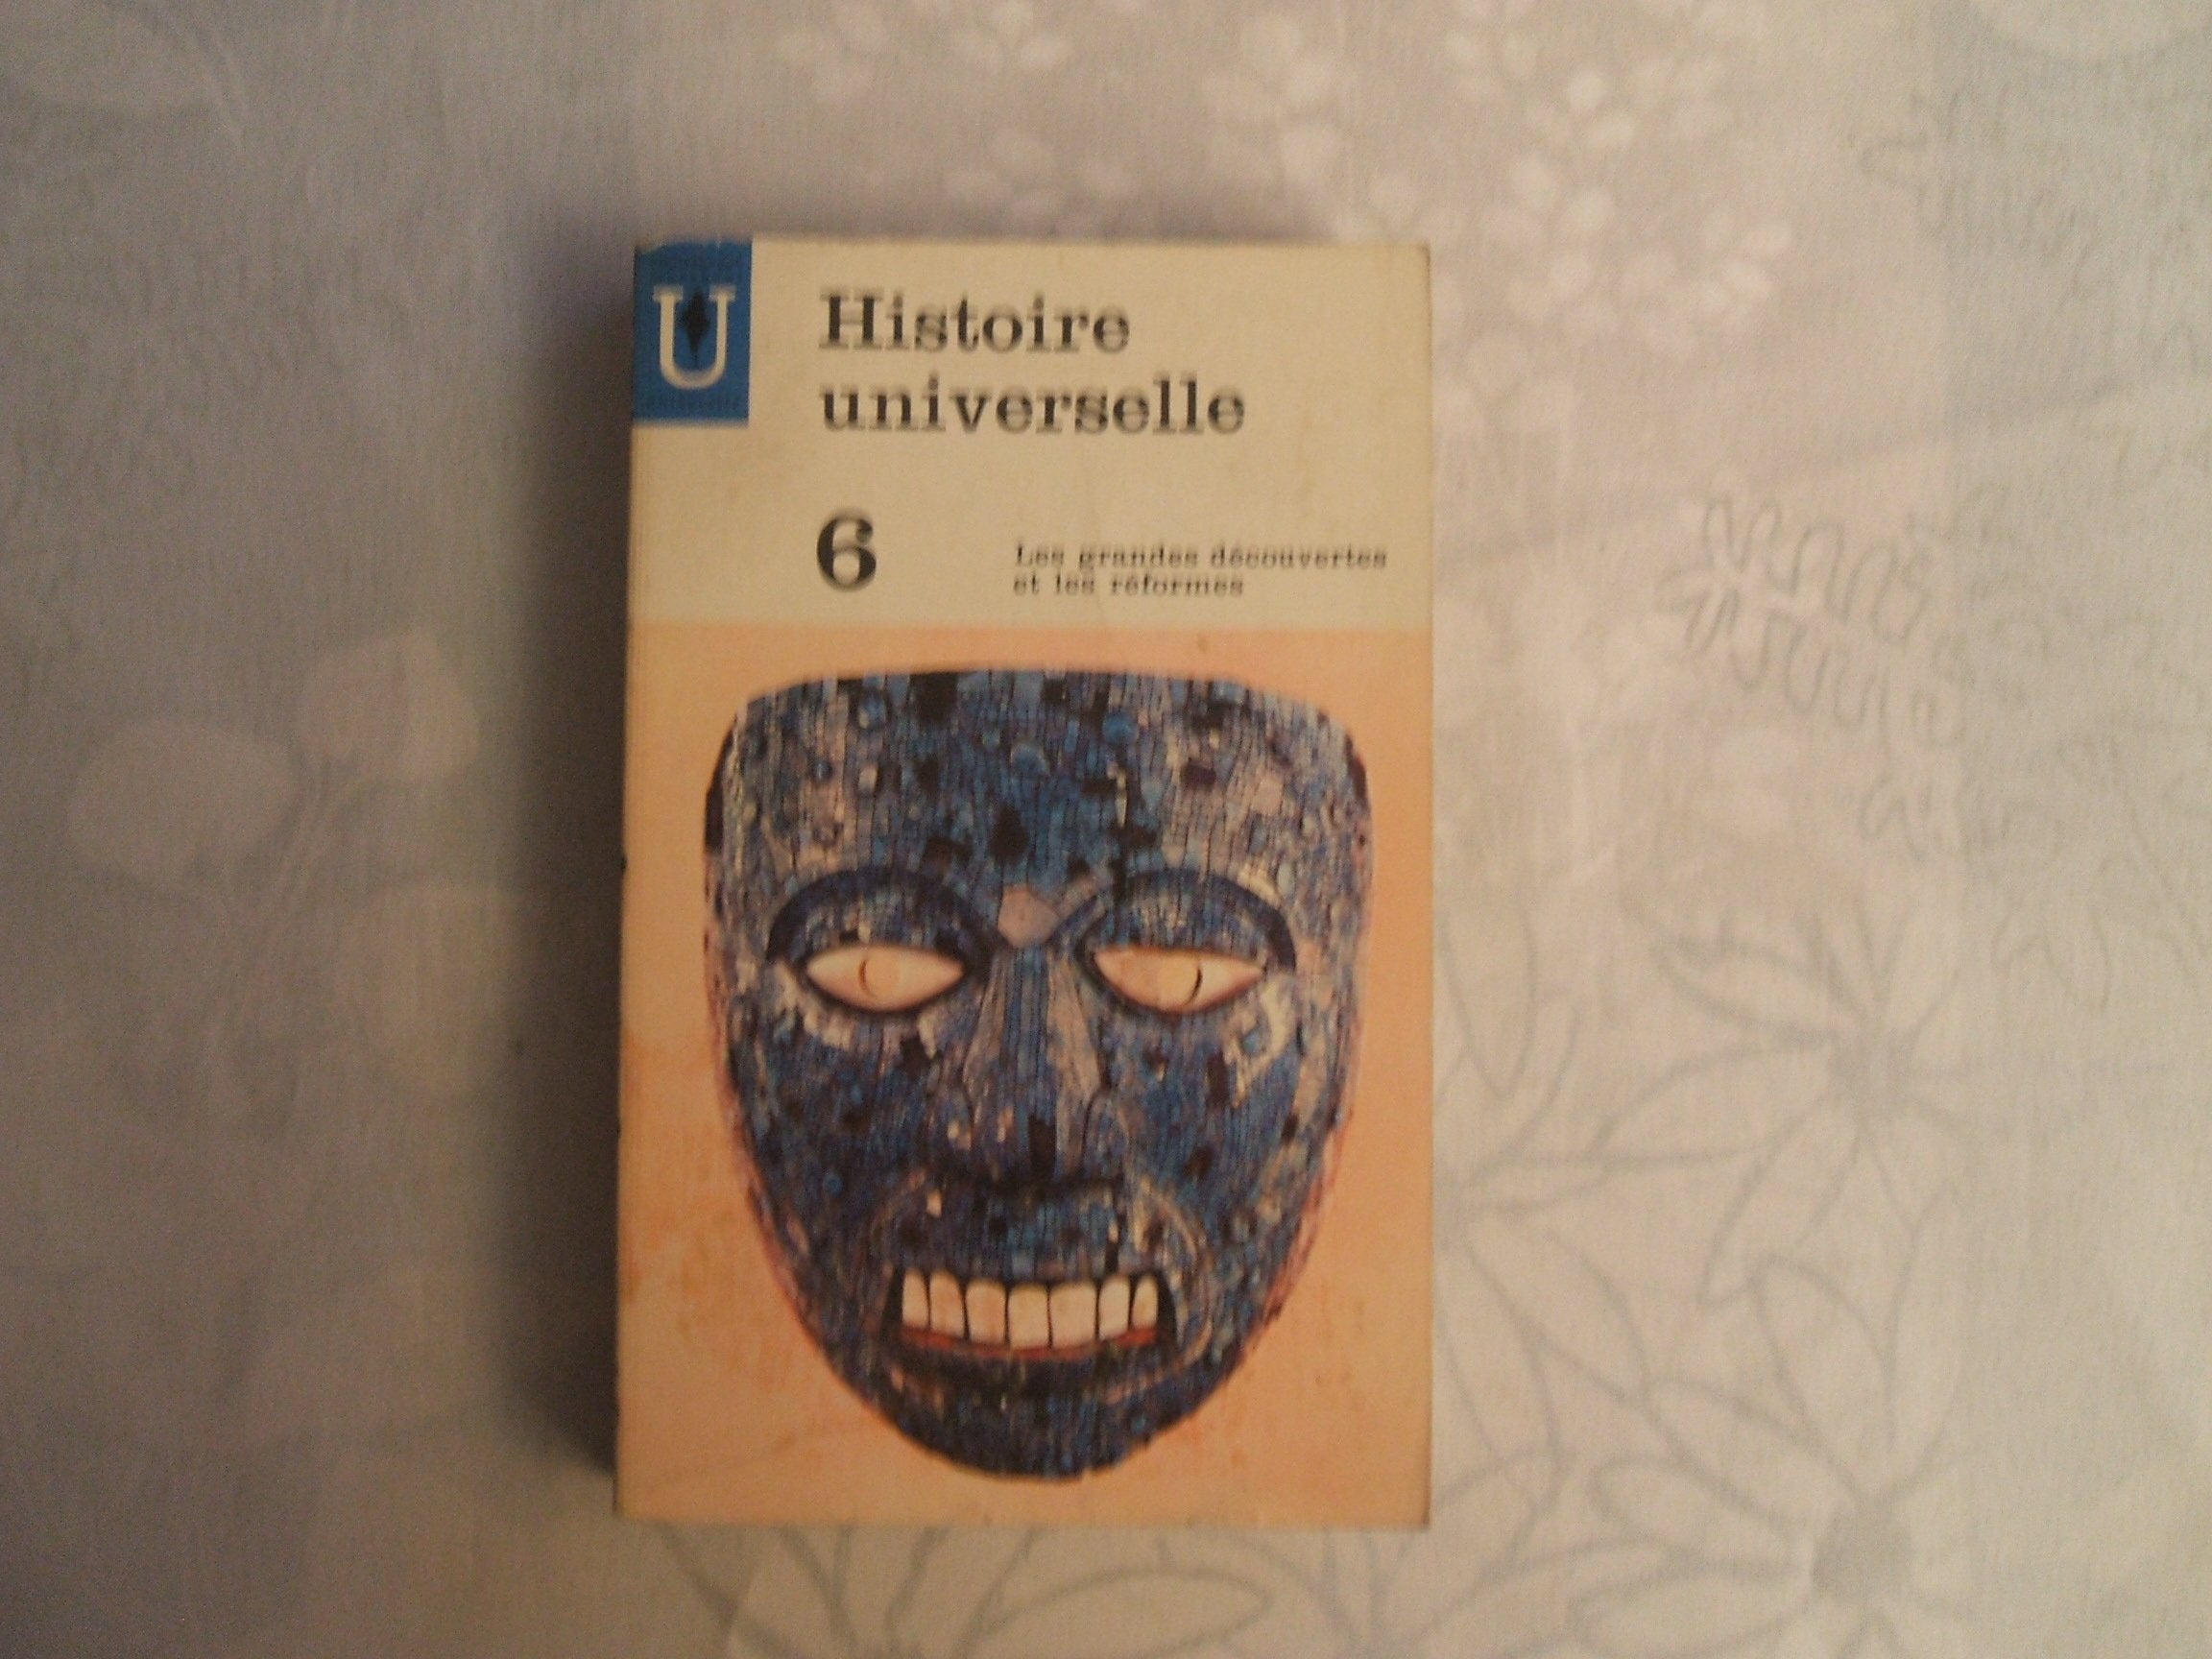 U
Histoire
universelle
6
Les grandes découvertes
et les réformes